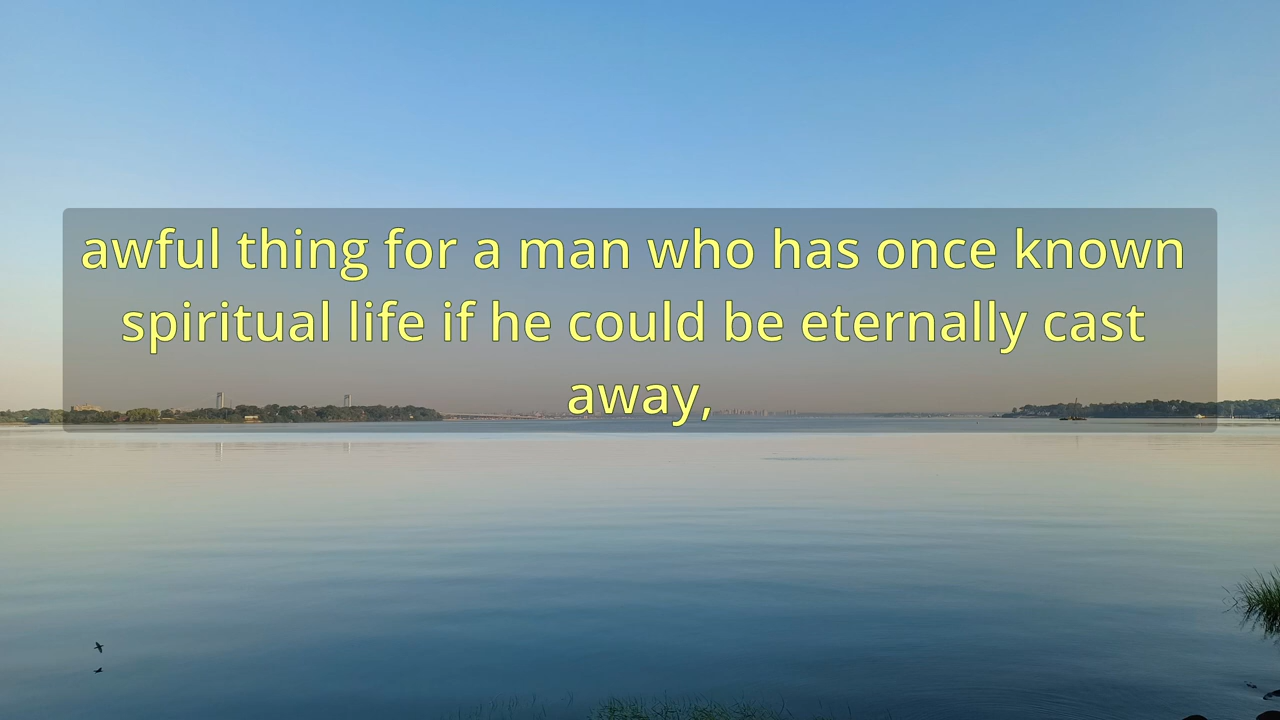 awful thing for a man who has once known
spiritual life if he could be eternally cast
away,